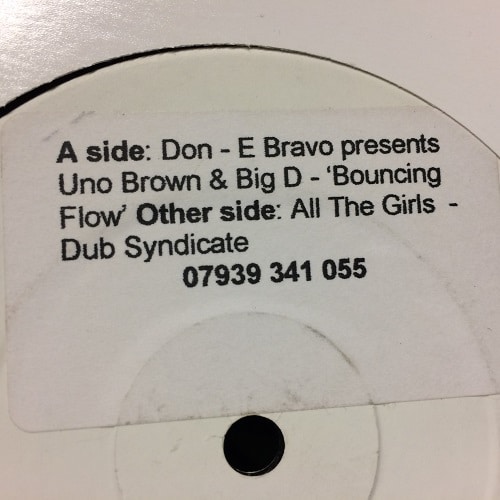 A side: Don - E Bravo presents
Uno Brown & Big D - ‘Bouncing
Flow’ Other side: All The Girls -
Dub Syndicate
07939 341 055